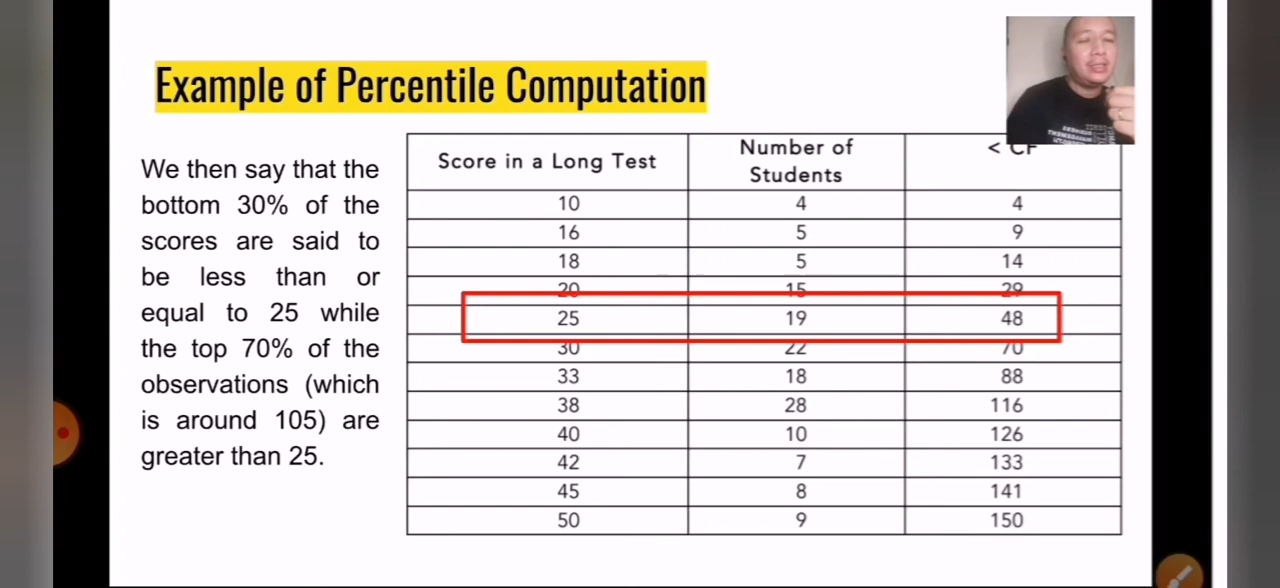 Example of Percentile Computation
We then say that the
bottom 30% of the
scores are said to
be less than or
equal to 25 while
the top 70% of the
observations (which
is around 105) are
greater than 25.
Score in a Long Test Number of Students < CF
10 4 4
16 5 9
18 5 14
20 15 29
25 19 48
30 22 70
33 18 88
38 28 116
40 10 126
42 7 133
45 8 141
50 9 150